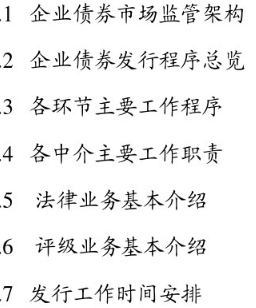 .1 企业债券市场监管架构
.2 企业债券发行程序总览
.3 各环节主要工作程序
.4 各中介主要工作职责
.5 法律业务基本介绍
.6 评级业务基本介绍
.7 发行工作时间安排